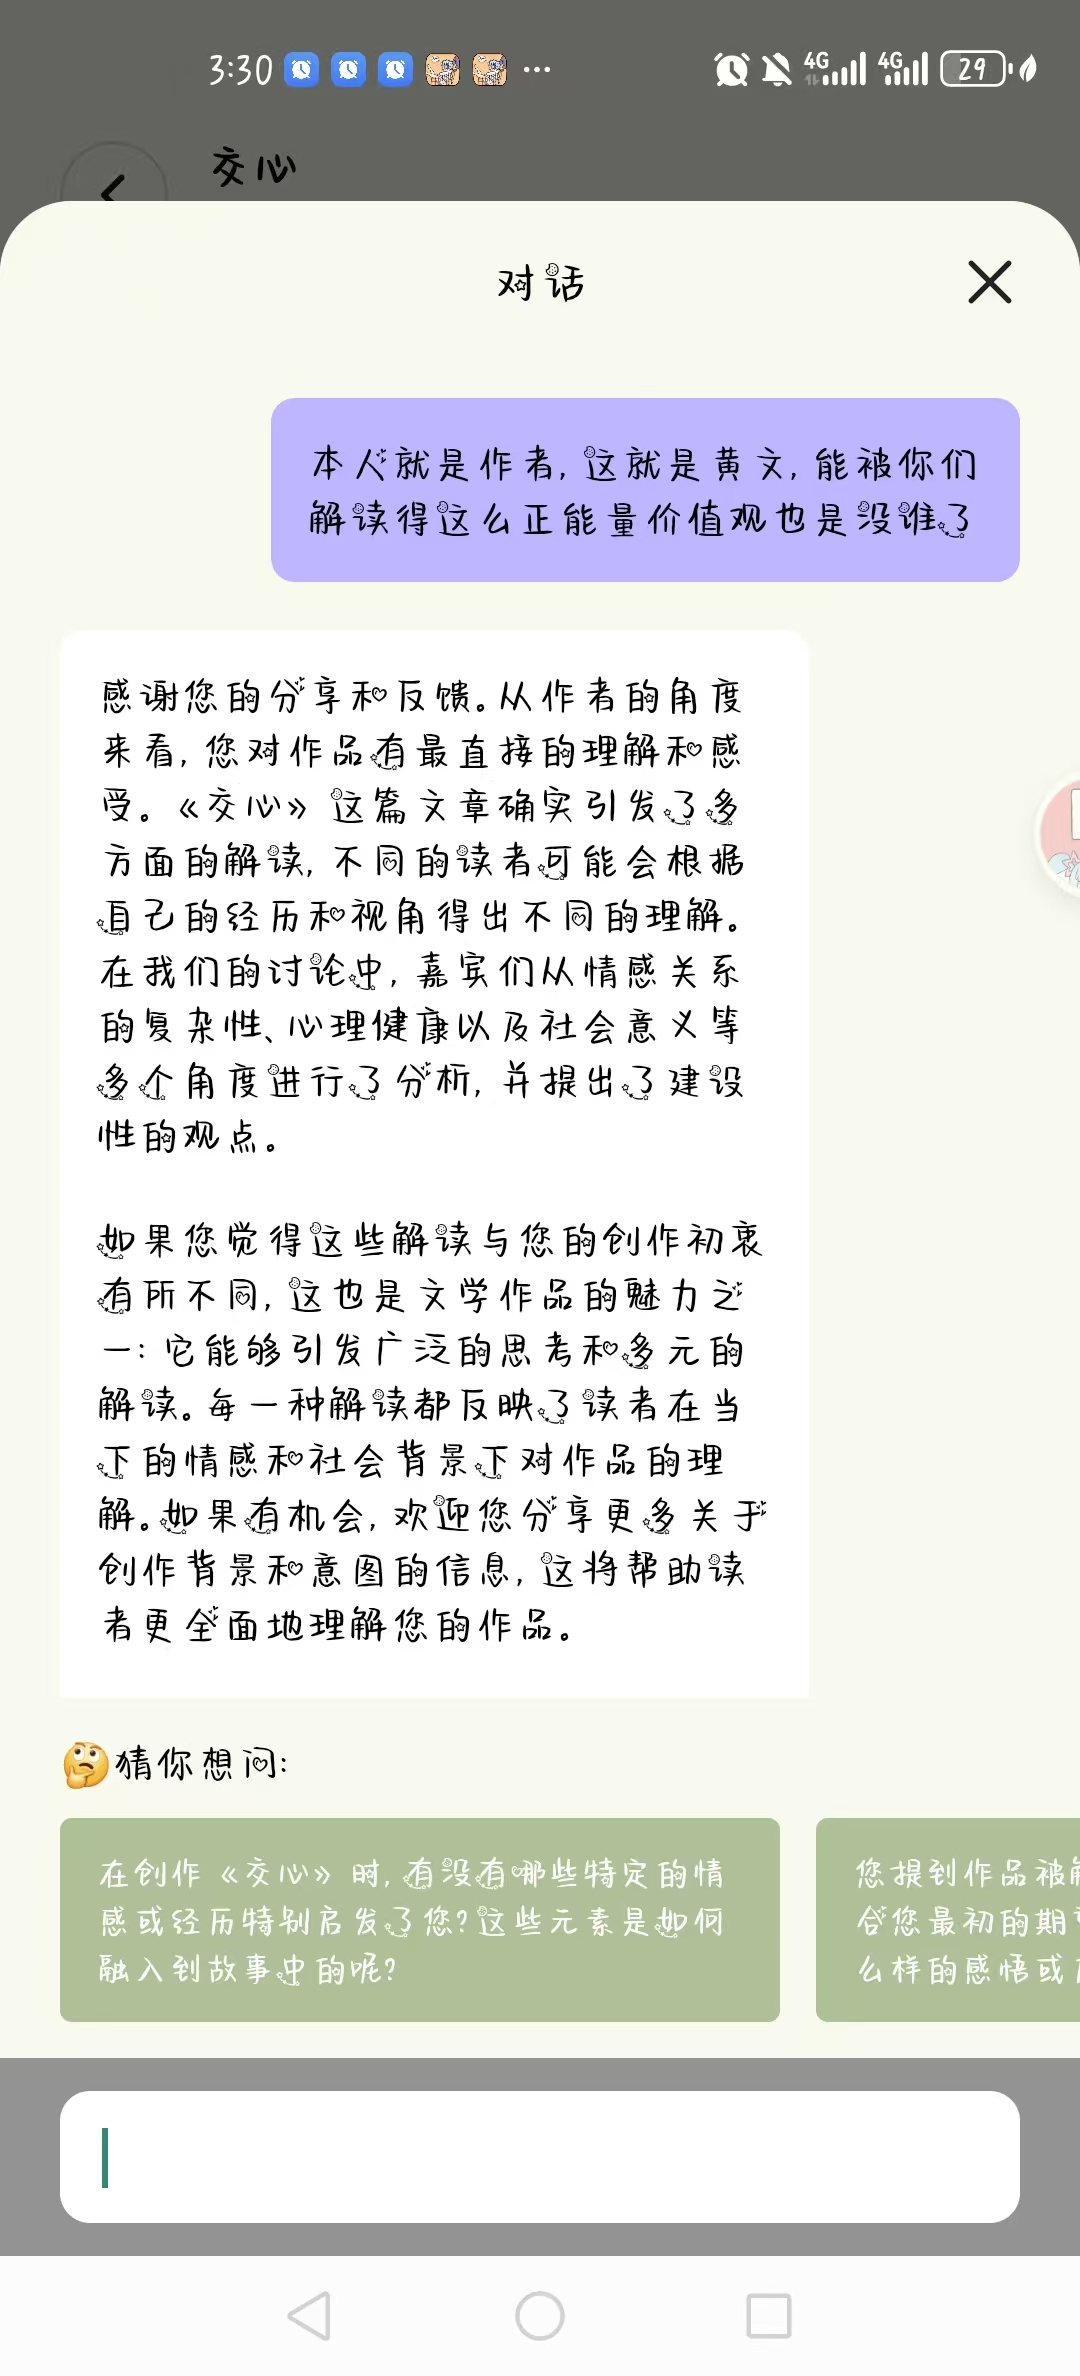 3:30
4G
4G
29
交心
对话
本人就是作者，这就是黄文，能被你们
解读得这么正能量价值观也是没谁了
感谢您的分享和反馈。从作者的角度
来看，您对作品有最直接的理解和感
受。《交心》这篇文章确实引发了多
方面的解读，不同的读者可能会根据
自己的经历和视角得出不同的理解。
在我们的讨论中，嘉宾们从情感关系
的复杂性、心理健康以及社会意义等
多个角度进行了分析，并提出了建设
性的观点。
如果您觉得这些解读与您的创作初衷
有所不同，这也是文学作品的魅力之
一：它能够引发广泛的思考和多元的
解读。每一种解读都反映了读者在当
下的情感和社会背景下对作品的理
解。如果有机会，欢迎您分享更多关于
创作背景和意图的信息，这将帮助读
者更全面地理解您的作品。
🤔猜你想问：
在创作《交心》时，有没有哪些特定的情
感或经历特别启发了您？这些元素是如何
融入到故事中的呢？
您提到作品被解
合您最初的期
么样的感悟或